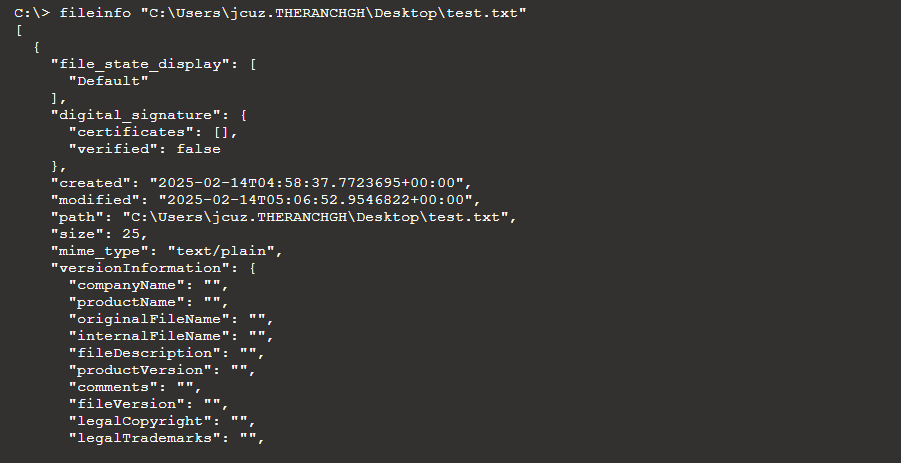 C:\> fileinfo "C:\Users\jcuz.THERANCHGH\Desktop\test.txt"
[
  {
    "file_state_display": [
      "Default"
    ],
    "digital_signature": {
      "certificates": [],
      "verified": false
    },
    "created": "2025-02-14T04:58:37.7723695+00:00",
    "modified": "2025-02-14T05:06:52.9546822+00:00",
    "path": "C:\Users\jcuz.THERANCHGH\Desktop\test.txt",
    "size": 25,
    "mime_type": "text/plain",
    "versionInformation": {
      "companyName": "",
      "productName": "",
      "originalFileName": "",
      "internalFileName": "",
      "fileDescription": "",
      "productVersion": "",
      "comments": "",
      "fileVersion": "",
      "legalCopyright": "",
      "legalTrademarks": "",